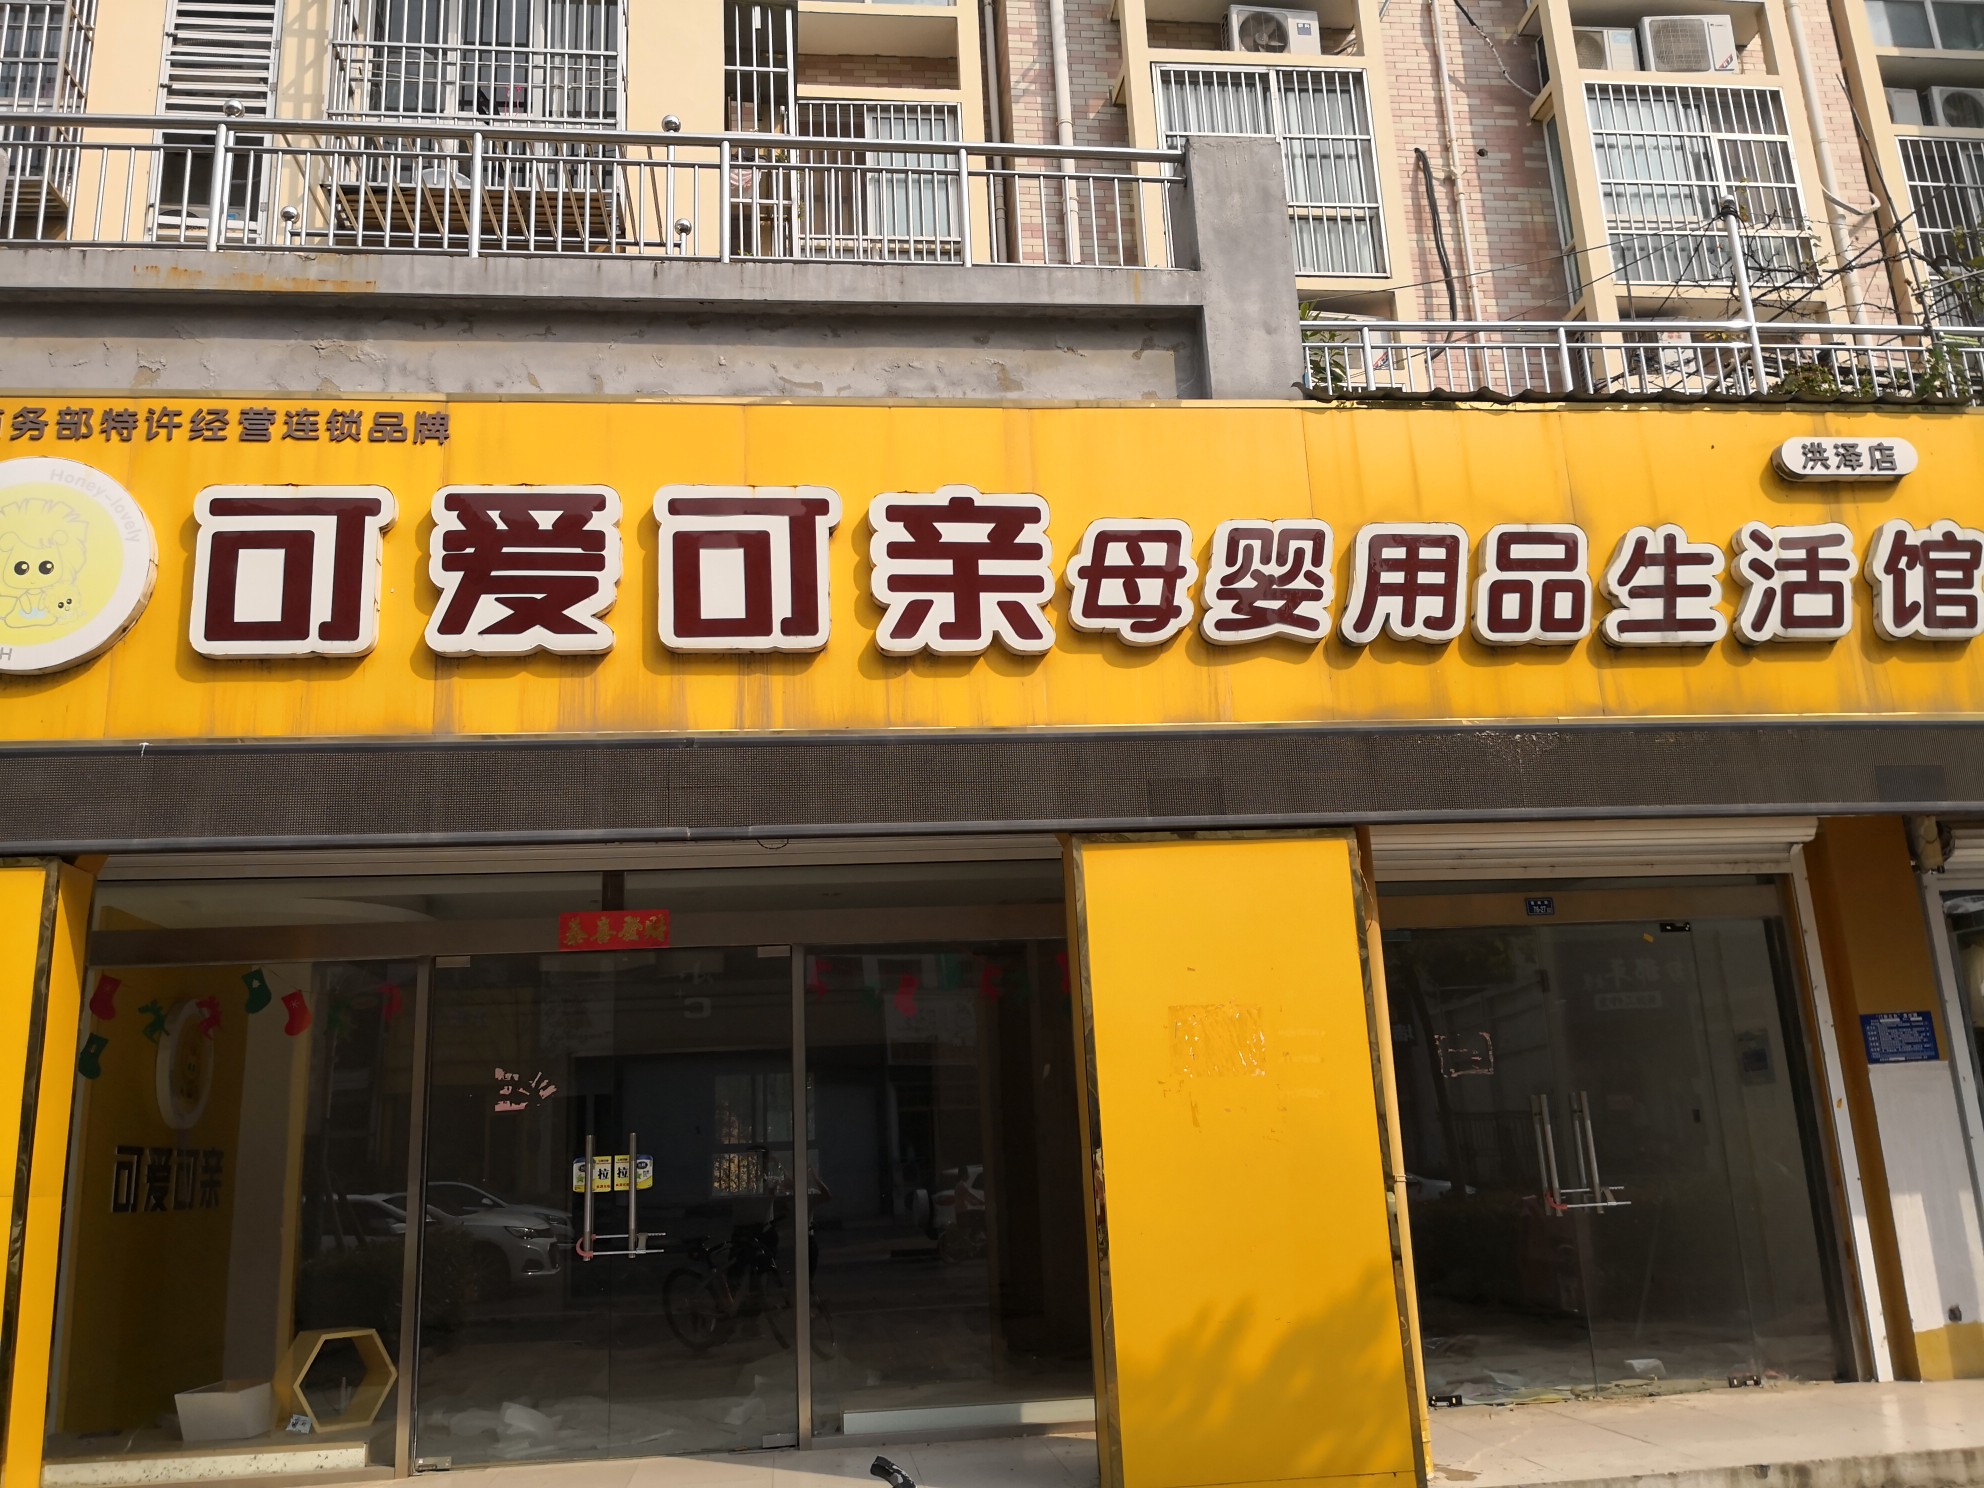 务部特许经营连锁品牌
洪泽店
Honey-lovely
H
可爱可亲母婴用品生活馆
恭喜發财
可爱可亲
拉 拉